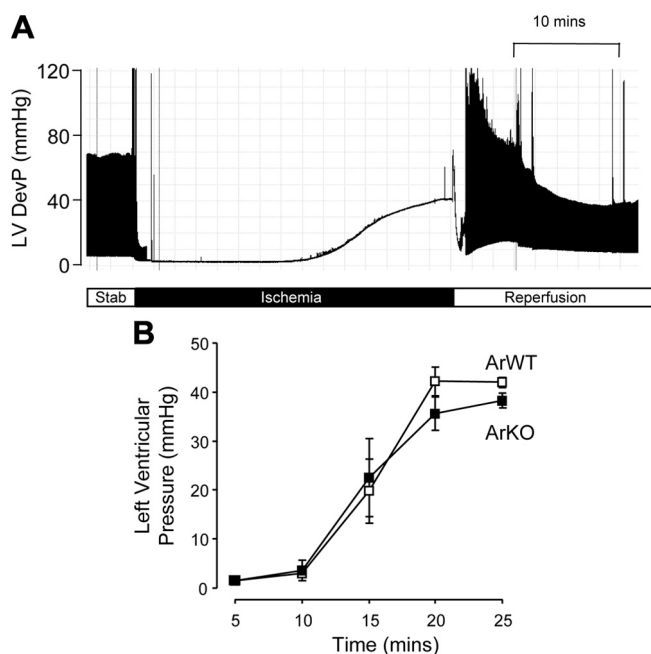 A
10 mins
LV DevP (mmHg)
120
80
40
0
Stab
Ischemia
Reperfusion
B
Left Ventricular
Pressure (mmHg)
50
40
30
20
10
0
ArWT
ArKO
5 10 15 20 25
Time (mins)